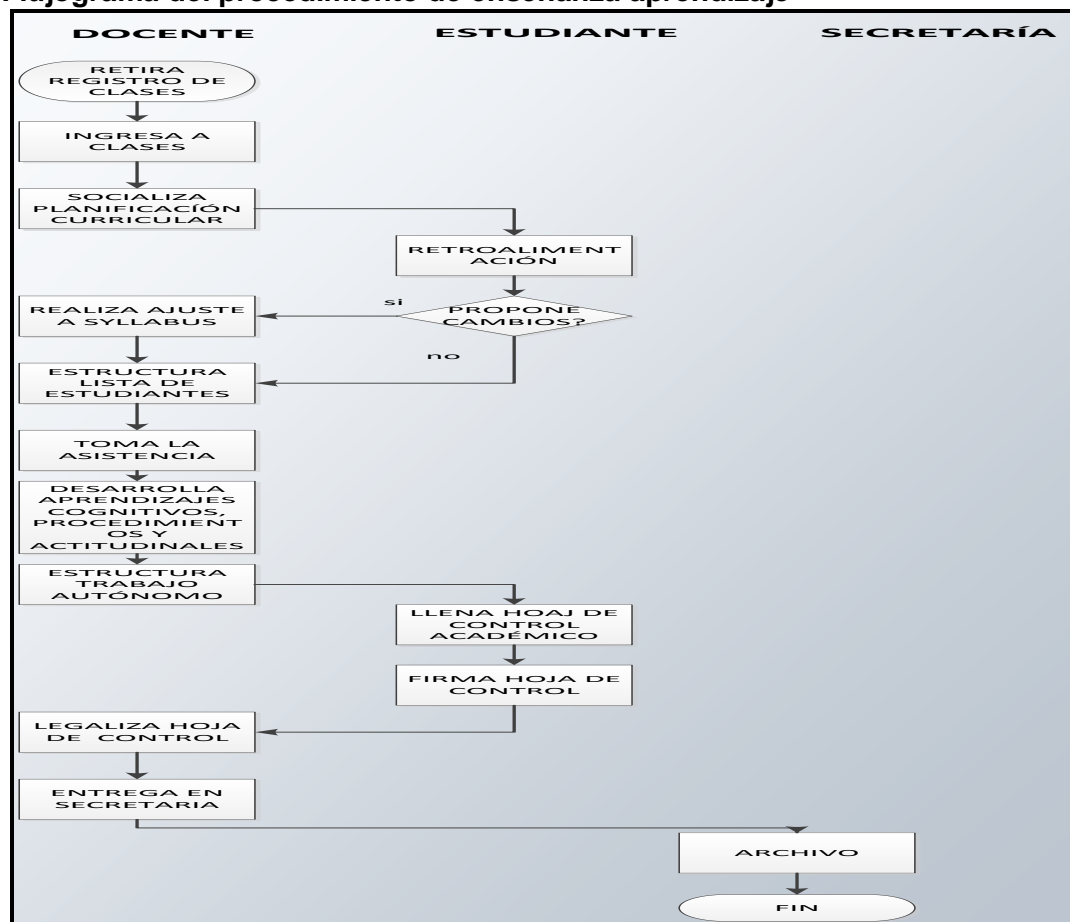 Flujograma del procedimiento de enseñanza aprendizaje
DOCENTE
ESTUDIANTE
SECRETARÍA
RETIRA
REGISTRO DE
CLASES
INGRESA A
CLASES
SOCIALIZA
PLANIFICACÍÓN
CURRICULAR
RETROALIMENT
ACIÓN
PROPONE
CAMBIOS?
si
no
REALIZA AJUSTE
A SYLLABUS
ESTRUCTURA
LISTA DE
ESTUDIANTES
TOMA LA
ASISTENCIA
DESARROLLA
APRENDIZAJES
COGNITIVOS,
PROCEDIMIENT
OS Y
ACTITUDINALES
ESTRUCTURA
TRABAJO
AUTÓNOMO
LLENA HOAJ DE
CONTROL
ACADÉMICO
FIRMA HOJA DE
CONTROL
LEGALIZA HOJA
DE CONTROL
ENTREGA EN
SECRETARIA
ARCHIVO
FIN